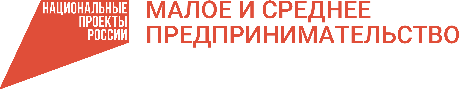 НАЦИОНАЛЬНЫЕ
ПРОЕКТЫ
РОССИИ
МАЛОЕ И СРЕДНЕЕ
ПРЕДПРИНИМАТЕЛЬСТВО